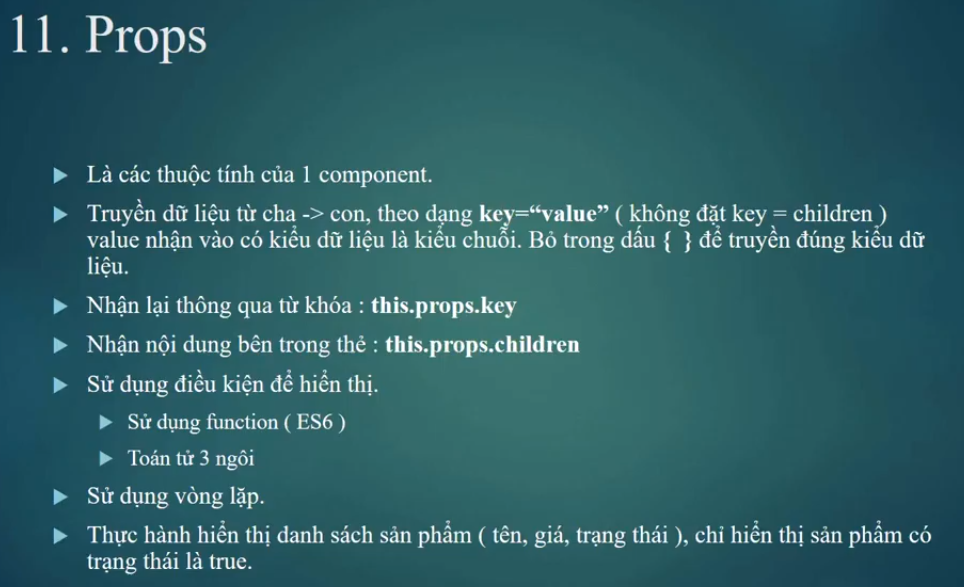 11. Props
Là các thuộc tính của 1 component.
Truyền dữ liệu từ cha -> con, theo dạng key=“value” ( không đặt key = children )
value nhận vào có kiểu dữ liệu là kiểu chuỗi. Bỏ trong dấu { } để truyền đúng kiểu dữ
liệu.
Nhận lại thông qua từ khóa : this.props.key
Nhận nội dung bên trong thẻ : this.props.children
Sử dụng điều kiện để hiển thị.
Sử dụng function ( ES6 )
Toán tử 3 ngôi
Sử dụng vòng lặp.
Thực hành hiển thị danh sách sản phẩm ( tên, giá, trạng thái ), chỉ hiển thị sản phẩm có
trạng thái là true.